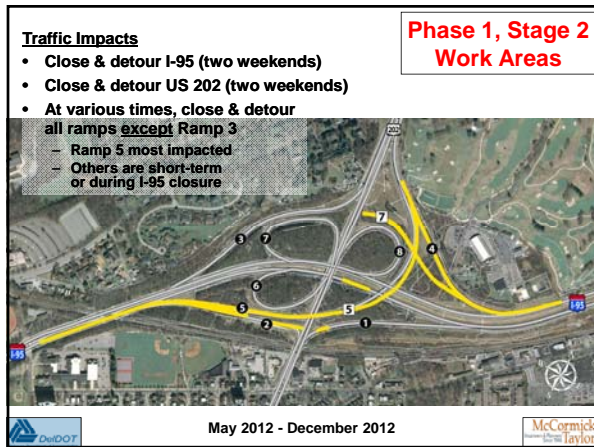 Traffic Impacts
• Close & detour I-95 (two weekends)
• Close & detour US 202 (two weekends)
• At various times, close & detour
all ramps except Ramp 3
– Ramp 5 most impacted
– Others are short-term
or during I-95 closure
Phase 1, Stage 2
Work Areas
202
3
7
7
8
4
6
5
5
2
1
I-95
I-95
DelDOT
May 2012 - December 2012
McCormick
Taylor